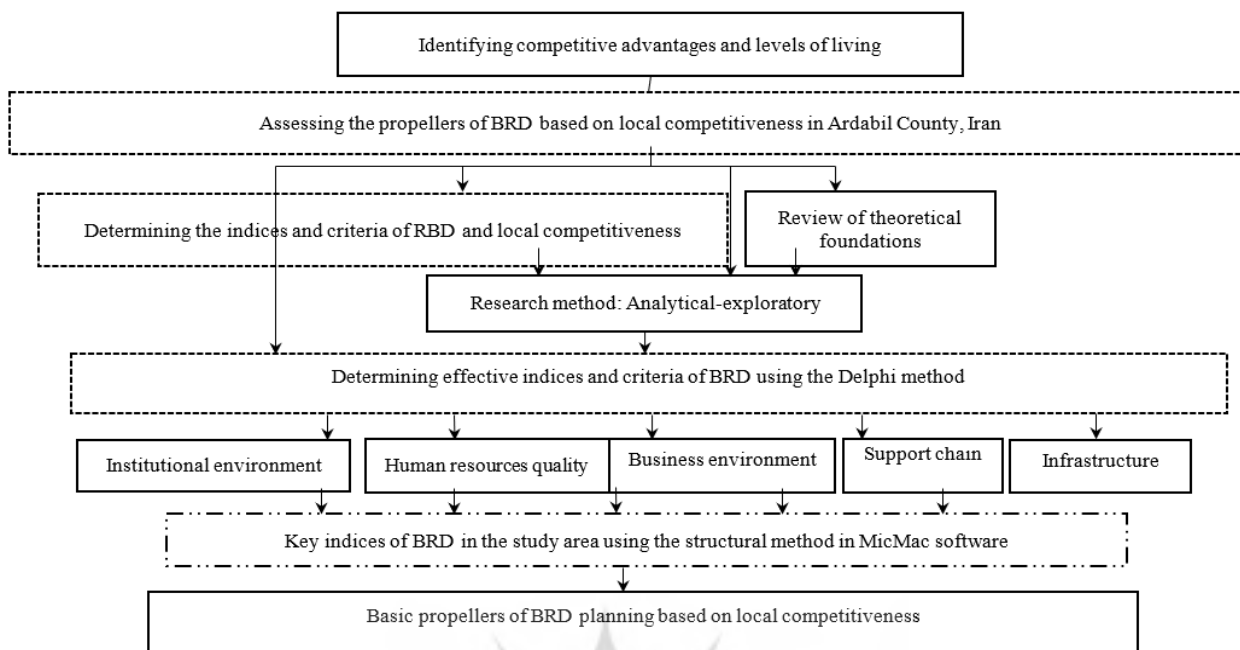 Identifying competitive advantages and levels of living
Assessing the propellers of BRD based on local competitiveness in Ardabil County, Iran
Determining the indices and criteria of RBD and local competitiveness
Review of theoretical
foundations
Research method: Analytical-exploratory
Determining effective indices and criteria of BRD using the Delphi method
Institutional environment
Human resources quality
Business environment
Support chain
Infrastructure
Key indices of BRD in the study area using the structural method in MicMac software
Basic propellers of BRD planning based on local competitiveness